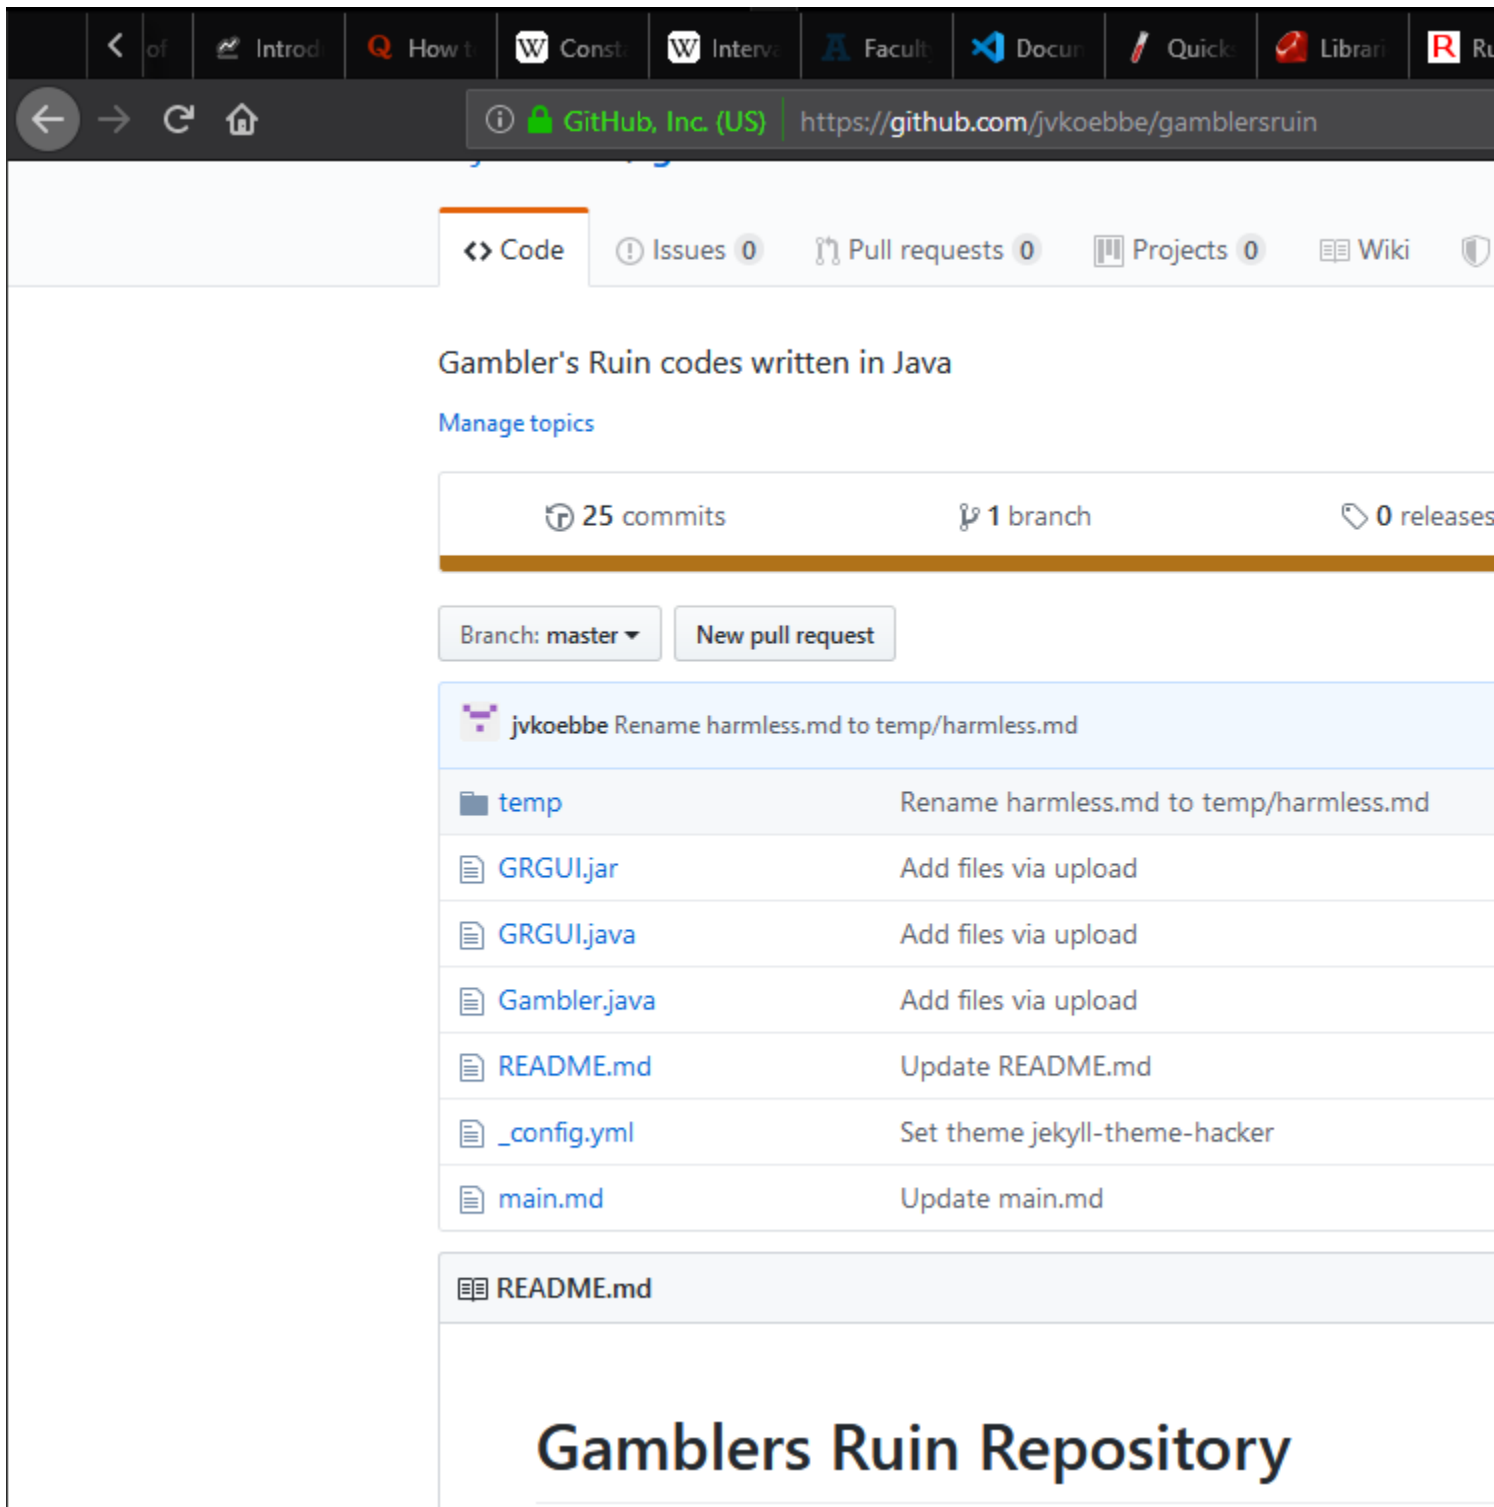 of Introd How t Const Interva Facult Docun Quick Librari R Ru
GitHub, Inc. (US) https://github.com/jvkoebbe/gamblersruin
Code Issues 0 Pull requests 0 Projects 0 Wiki
Gambler's Ruin codes written in Java
Manage topics
25 commits 1 branch 0 releases
Branch: master New pull request
jvkoebbe Rename harmless.md to temp/harmless.md
temp Rename harmless.md to temp/harmless.md
GRGUI.jar Add files via upload
GRGUI.java Add files via upload
Gambler.java Add files via upload
README.md Update README.md
_config.yml Set theme jekyll-theme-hacker
main.md Update main.md
README.md
Gamblers Ruin Repository